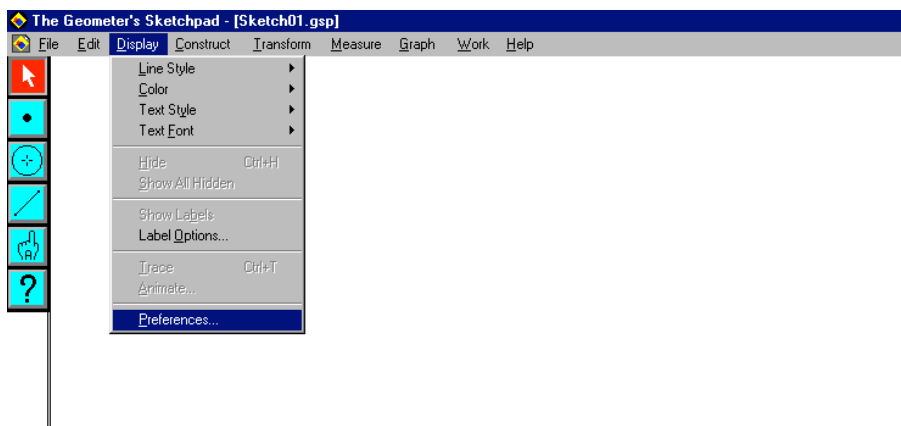 The Geometer's Sketchpad - [Sketch01.gsp]
File Edit Display Construct Transform Measure Graph Work Help
Line Style
Color
Text Style
Text Font
Hide Ctrl+H
Show All Hidden
Show Labels
Label Options...
Trace Ctrl+T
Animate...
Preferences...
A
?